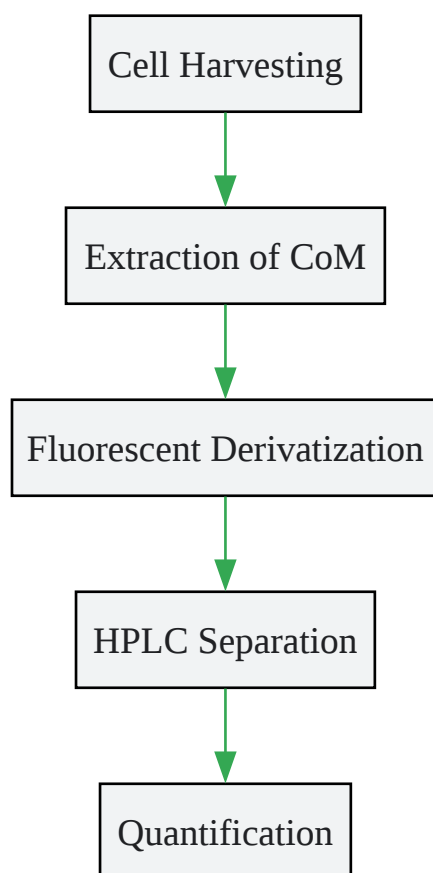 Cell Harvesting
Extraction of CoM
Fluorescent Derivatization
HPLC Separation
Quantification